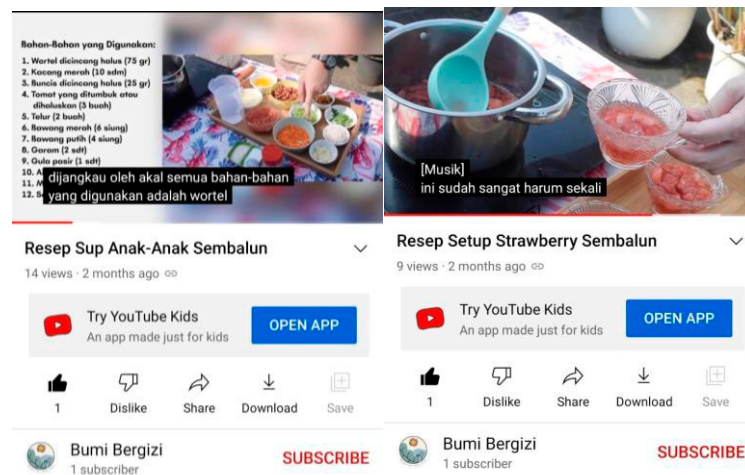 Bahan-Bahan yang Digunakan:
1. Wortel dicincang halus (75 gr)
2. Kacang merah (10 sdm)
3. Buncis dicincang halus (25 gr)
4. Tomat yang ditumbuk atau
dihaluskan (3 buah)
5. Telur (2 buah)
6. Bawang merah (6 siung)
7. Bawang putih (4 siung)
8. Garam (2 sdt)
9. Gula pasir (1 sdt)
10. A
11. M
12. S
dijangkau oleh akal semua bahan-bahan
yang digunakan adalah wortel
Resep Sup Anak-Anak Sembalun
14 views · 2 months ago
Try YouTube Kids
An app made just for kids
OPEN APP
1 Dislike Share Download Save
Bumi Bergizi
1 subscriber
SUBSCRIBE
[Musik]
ini sudah sangat harum sekali
Resep Setup Strawberry Sembalun
9 views · 2 months ago
Try YouTube Kids
An app made just for kids
OPEN APP
1 Dislike Share Download Save
Bumi Bergizi
1 subscriber
SUBSCRIBE